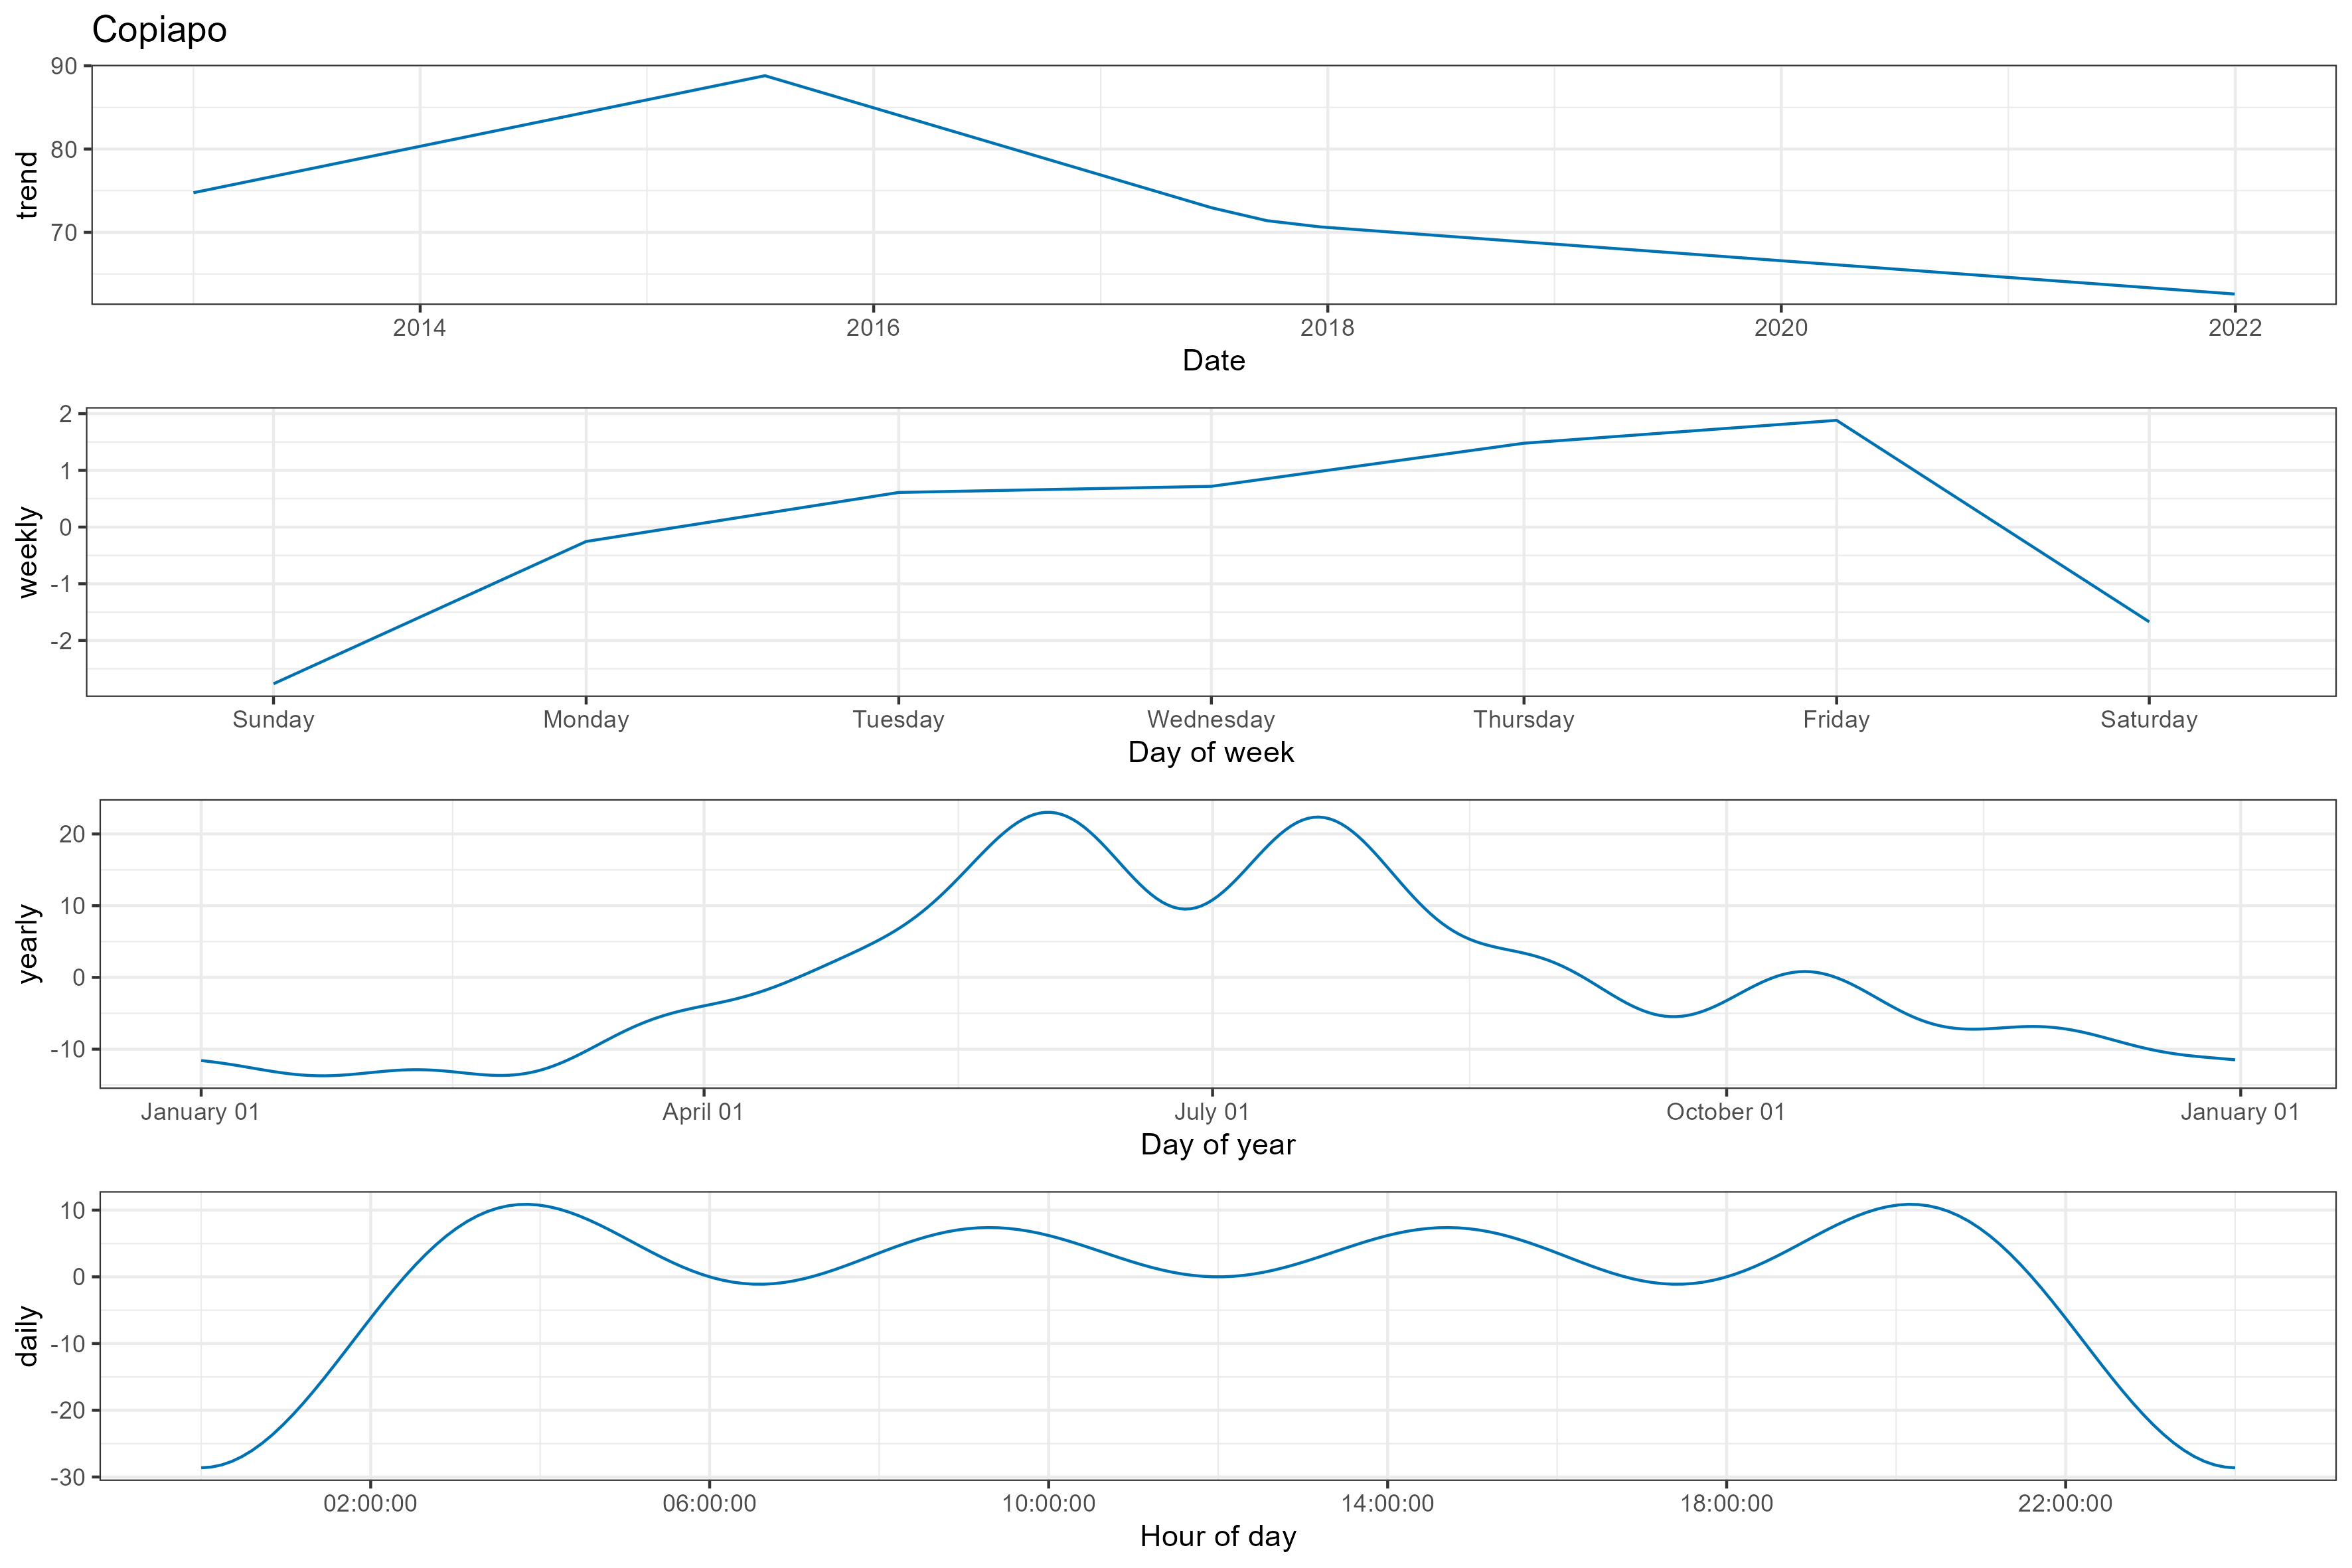 Copiapo
90
80
70
trend
2014 2016 2018 2020 2022
Date
2
1
0
-1
-2
weekly
Sunday Monday Tuesday Wednesday Thursday Friday Saturday
Day of week
20
10
0
-10
yearly
January 01 April 01 July 01 October 01 January 01
Day of year
10
0
-10
-20
-30
daily
02:00:00 06:00:00 10:00:00 14:00:00 18:00:00 22:00:00
Hour of day